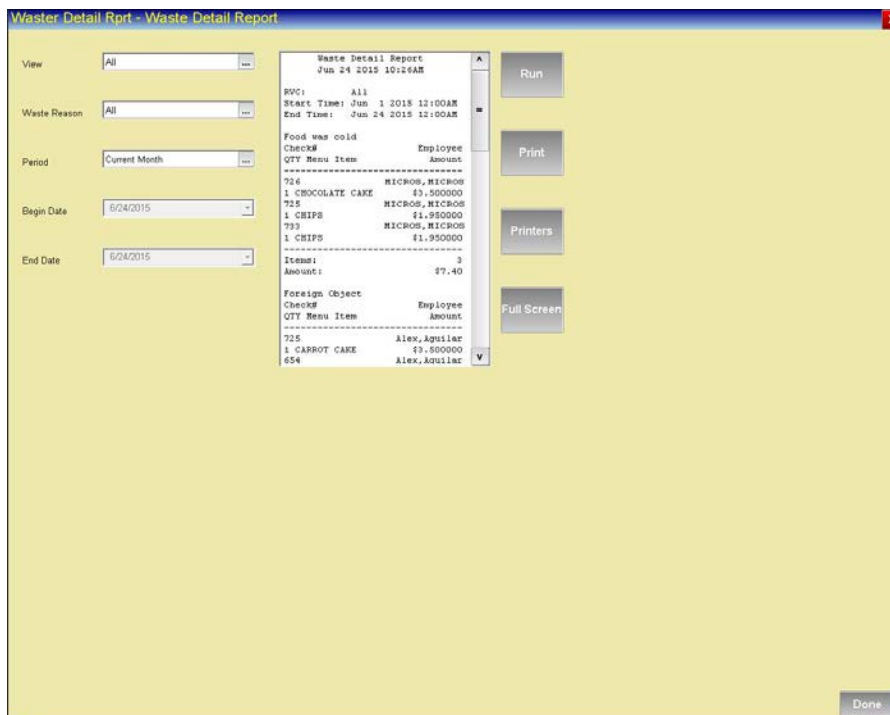 Waster Detail Rprt - Waste Detail Report
View
All
...
Waste Reason
All
...
Period
Current Month
...
Begin Date
6/24/2015
End Date
6/24/2015
Waste Detail Report
Jun 24 2015 10:26AM
RVC: All
Start Time: Jun 1 2015 12:00AM
End Time: Jun 24 2015 12:00AM
Food was cold
Check# Employee
QTY Menu Item Amount
--------------------------------
726 MICROS,MICROS
1 CHOCOLATE CAKE $3.500000
725 MICROS,MICROS
1 CHIPS $1.950000
733 MICROS,MICROS
1 CHIPS $1.950000
--------------------------------
Items: 3
Amount: $7.40
Foreign Object
Check# Employee
QTY Menu Item Amount
--------------------------------
725 Alex,Aguilar
1 CARROT CAKE $3.500000
654 Alex,Aguilar
Run
Print
Printers
Full Screen
Done